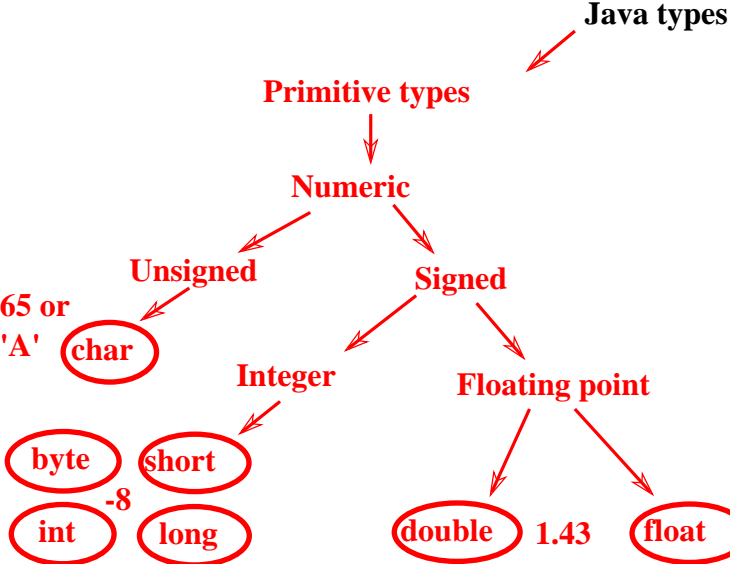 Java types
Primitive types
Numeric
Unsigned
Signed
65 or
'A'
char
Integer
Floating point
byte
short
-8
int
long
double
1.43
float